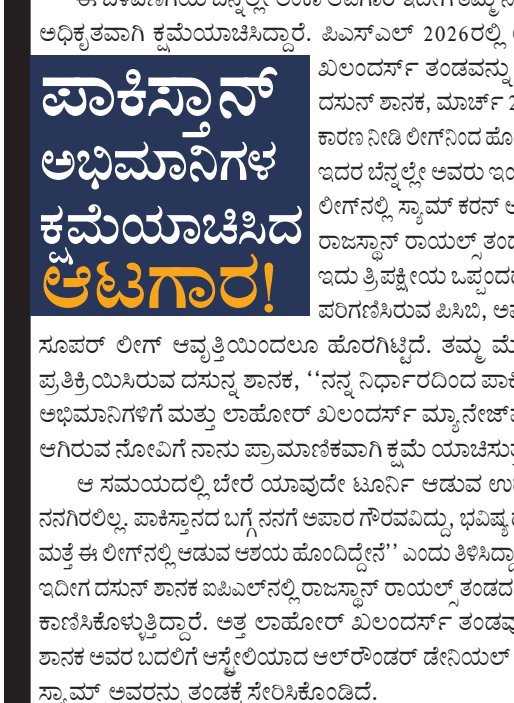 ಅಧಿಕೃತವಾಗಿ ಕ್ಷಮೆಯಾಚಿಸಿದ್ದಾರೆ. ಪಿಎಸ್‌ಎಲ್ 2026ರಲ್ಲಿ
ಪಾಕಿಸ್ತಾನ್
ಅಭಿಮಾನಿಗಳ
ಕ್ಷಮೆಯಾಚಿಸಿದ
ಆಟಗಾರ!
ಖಲಂದರ್ಸ್ ತಂಡವನ್ನು
ದಸುನ್ ಶಾನಕ, ಮಾರ್ಚ್
ಕಾರಣ ನೀಡಿ ಲೀಗ್‌ನಿಂದ
ಇದರ ಬೆನ್ನಲ್ಲೇ ಅವರು
ಲೀಗ್‌ನಲ್ಲಿ ಸ್ಯಾಮ್ ಕರನ್
ರಾಜಸ್ಥಾನ್ ರಾಯಲ್ಸ್
ಇದು ತ್ರಿಪಕ್ಷೀಯ
ಪರಿಗಣಿಸಿರುವ ಪಿಸಿಬಿ,
ಸೂಪರ್ ಲೀಗ್ ಆವೃತ್ತಿಯಿಂದಲೂ ಹೊರಗಿಟ್ಟಿದೆ. ತಮ್ಮ
ಪ್ರತಿಕ್ರಿಯಿಸಿರುವ ದಸುನ್ನ ಶಾನಕ, ‘‘ನನ್ನ ನಿರ್ಧಾರದಿಂದ
ಅಭಿಮಾನಿಗಳಿಗೆ ಮತ್ತು ಲಾಹೋರ್ ಖಲಂದರ್ಸ್
ಆಗಿರುವ ನೋವಿಗೆ ನಾನು ಪ್ರಾಮಾಣಿಕವಾಗಿ ಕ್ಷಮೆ
ಆ ಸಮಯದಲ್ಲಿ ಬೇರೆ ಯಾವುದೇ ಟೂರ್ನಿ ಆಡುವ
ನನಗಿರಲಿಲ್ಲ. ಪಾಕಿಸ್ತಾನದ ಬಗ್ಗೆ ನನಗೆ ಅಪಾರ ಗೌರವವಿದ್ದು,
ಮತ್ತೆ ಈ ಲೀಗ್‌ನಲ್ಲಿ ಆಡುವ ಆಶಯ ಹೊಂದಿದ್ದೇನೆ’’ ಎಂದು
ಇದೀಗ ದಸುನ್ ಶಾನಕ ಐಪಿಎಲ್‌ನಲ್ಲಿ ರಾಜಸ್ಥಾನ್ ರಾಯಲ್ಸ್
ಕಾಣಿಸಿಕೊಳ್ಳುತ್ತಿದ್ದಾರೆ. ಅತ್ತ ಲಾಹೋರ್ ಖಲಂದರ್ಸ್
ಶಾನಕ ಅವರ ಬದಲಿಗೆ ಆಸ್ಟ್ರೇಲಿಯಾದ ಆಲ್‌ರೌಂಡರ್ ಡೇನಿಯಲ್
ಸ್ಯಾಮ್ಸ್ ಅವರನ್ನು ತಂಡಕ್ಕೆ ಸೇರಿಸಿಕೊಂಡಿದೆ.